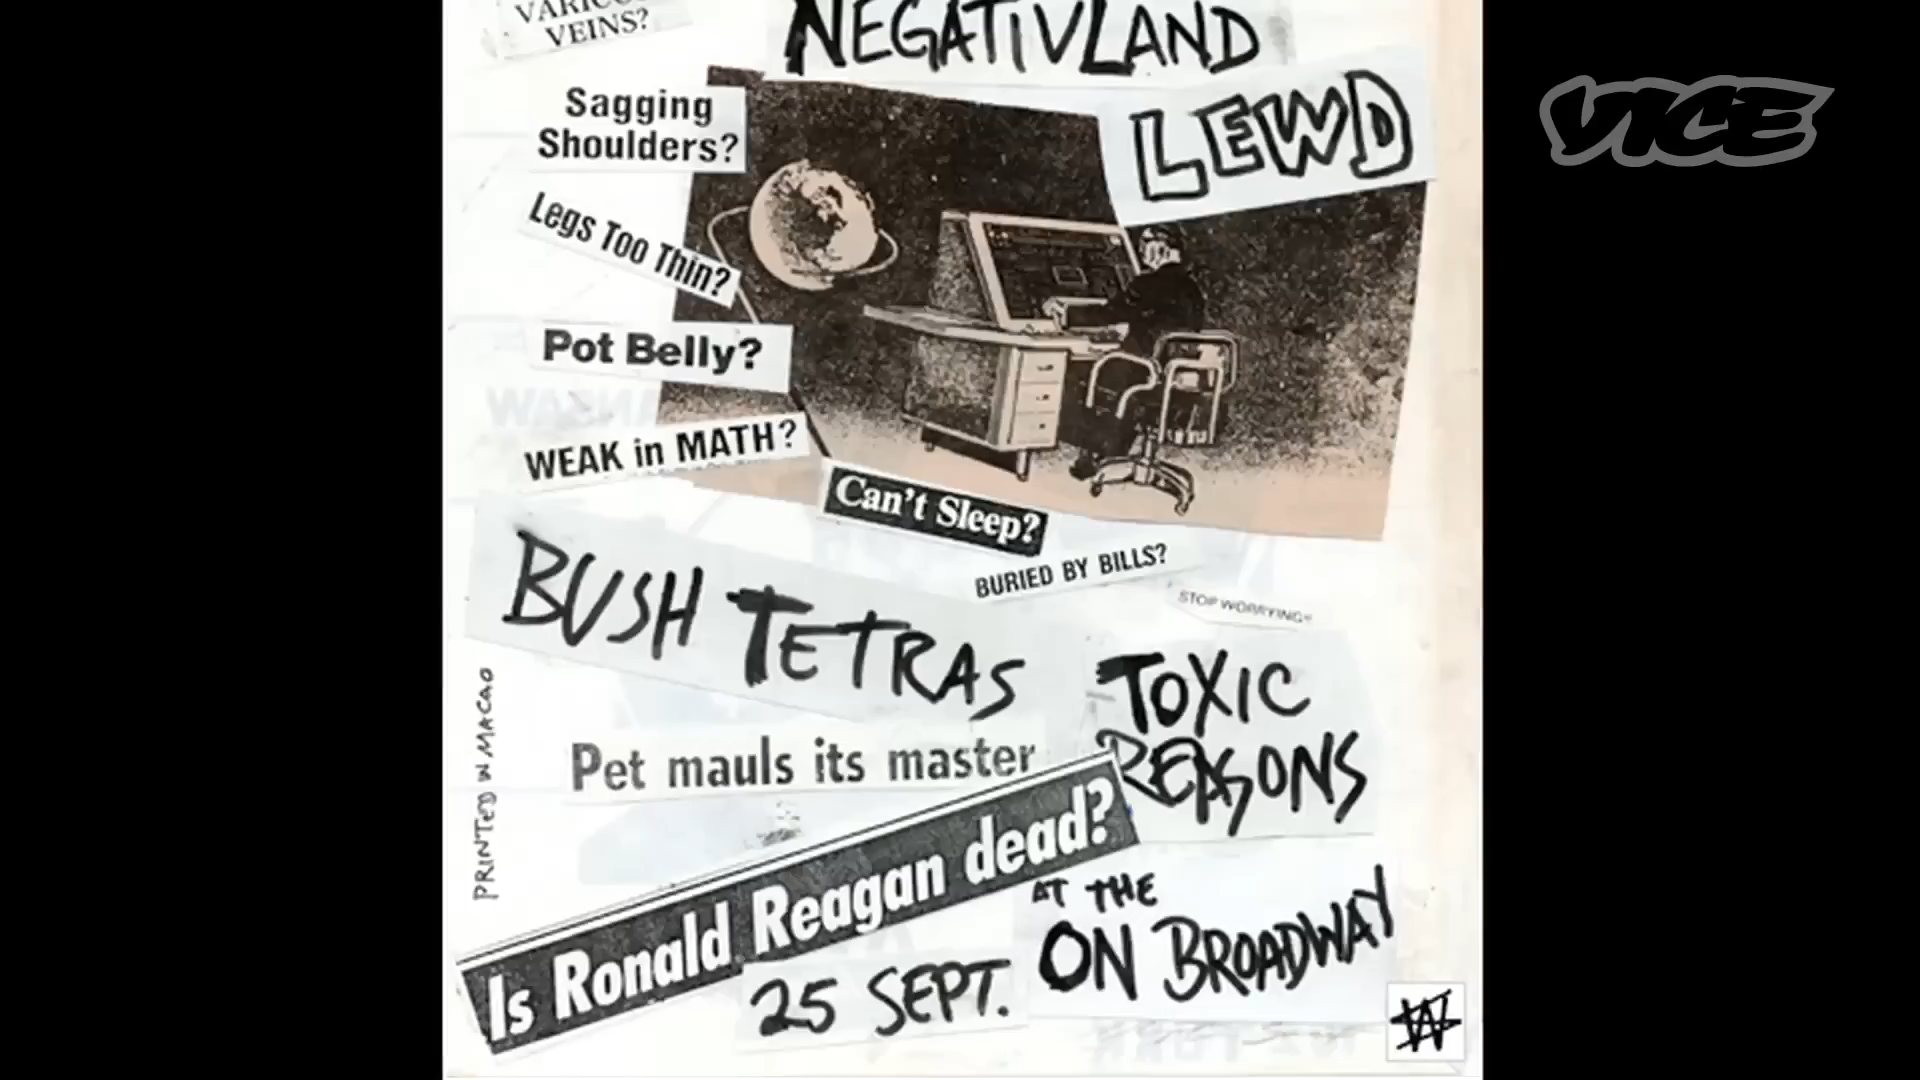 VEINS?
NEGATIVLAND
LEWD
VICE
Sagging
Shoulders?
Legs Too Thin?
Pot Belly?
WEAK in MATH?
Can't Sleep?
BURIED BY BILLS?
STOP WORRYING!!
BUSH TETRAS
TOXIC
REASONS
Pet mauls its master
Is Ronald Reagan dead?
AT THE
ON BROADWAY
25 SEPT.
PRINTED IN MACAO